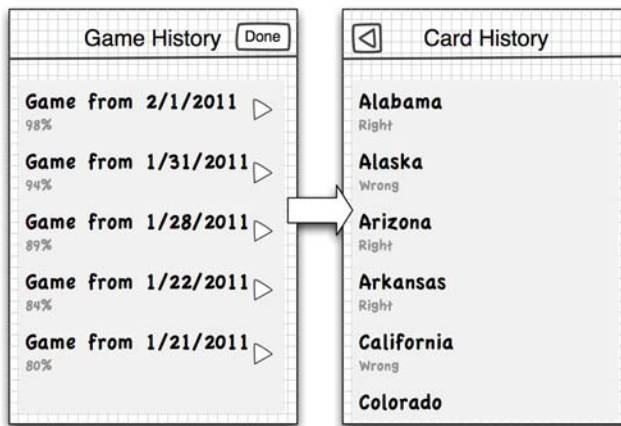 Game History
Done
Game from 2/1/2011
98%
Game from 1/31/2011
94%
Game from 1/28/2011
89%
Game from 1/22/2011
84%
Game from 1/21/2011
80%
Card History
Alabama
Right
Alaska
Wrong
Arizona
Right
Arkansas
Right
California
Wrong
Colorado